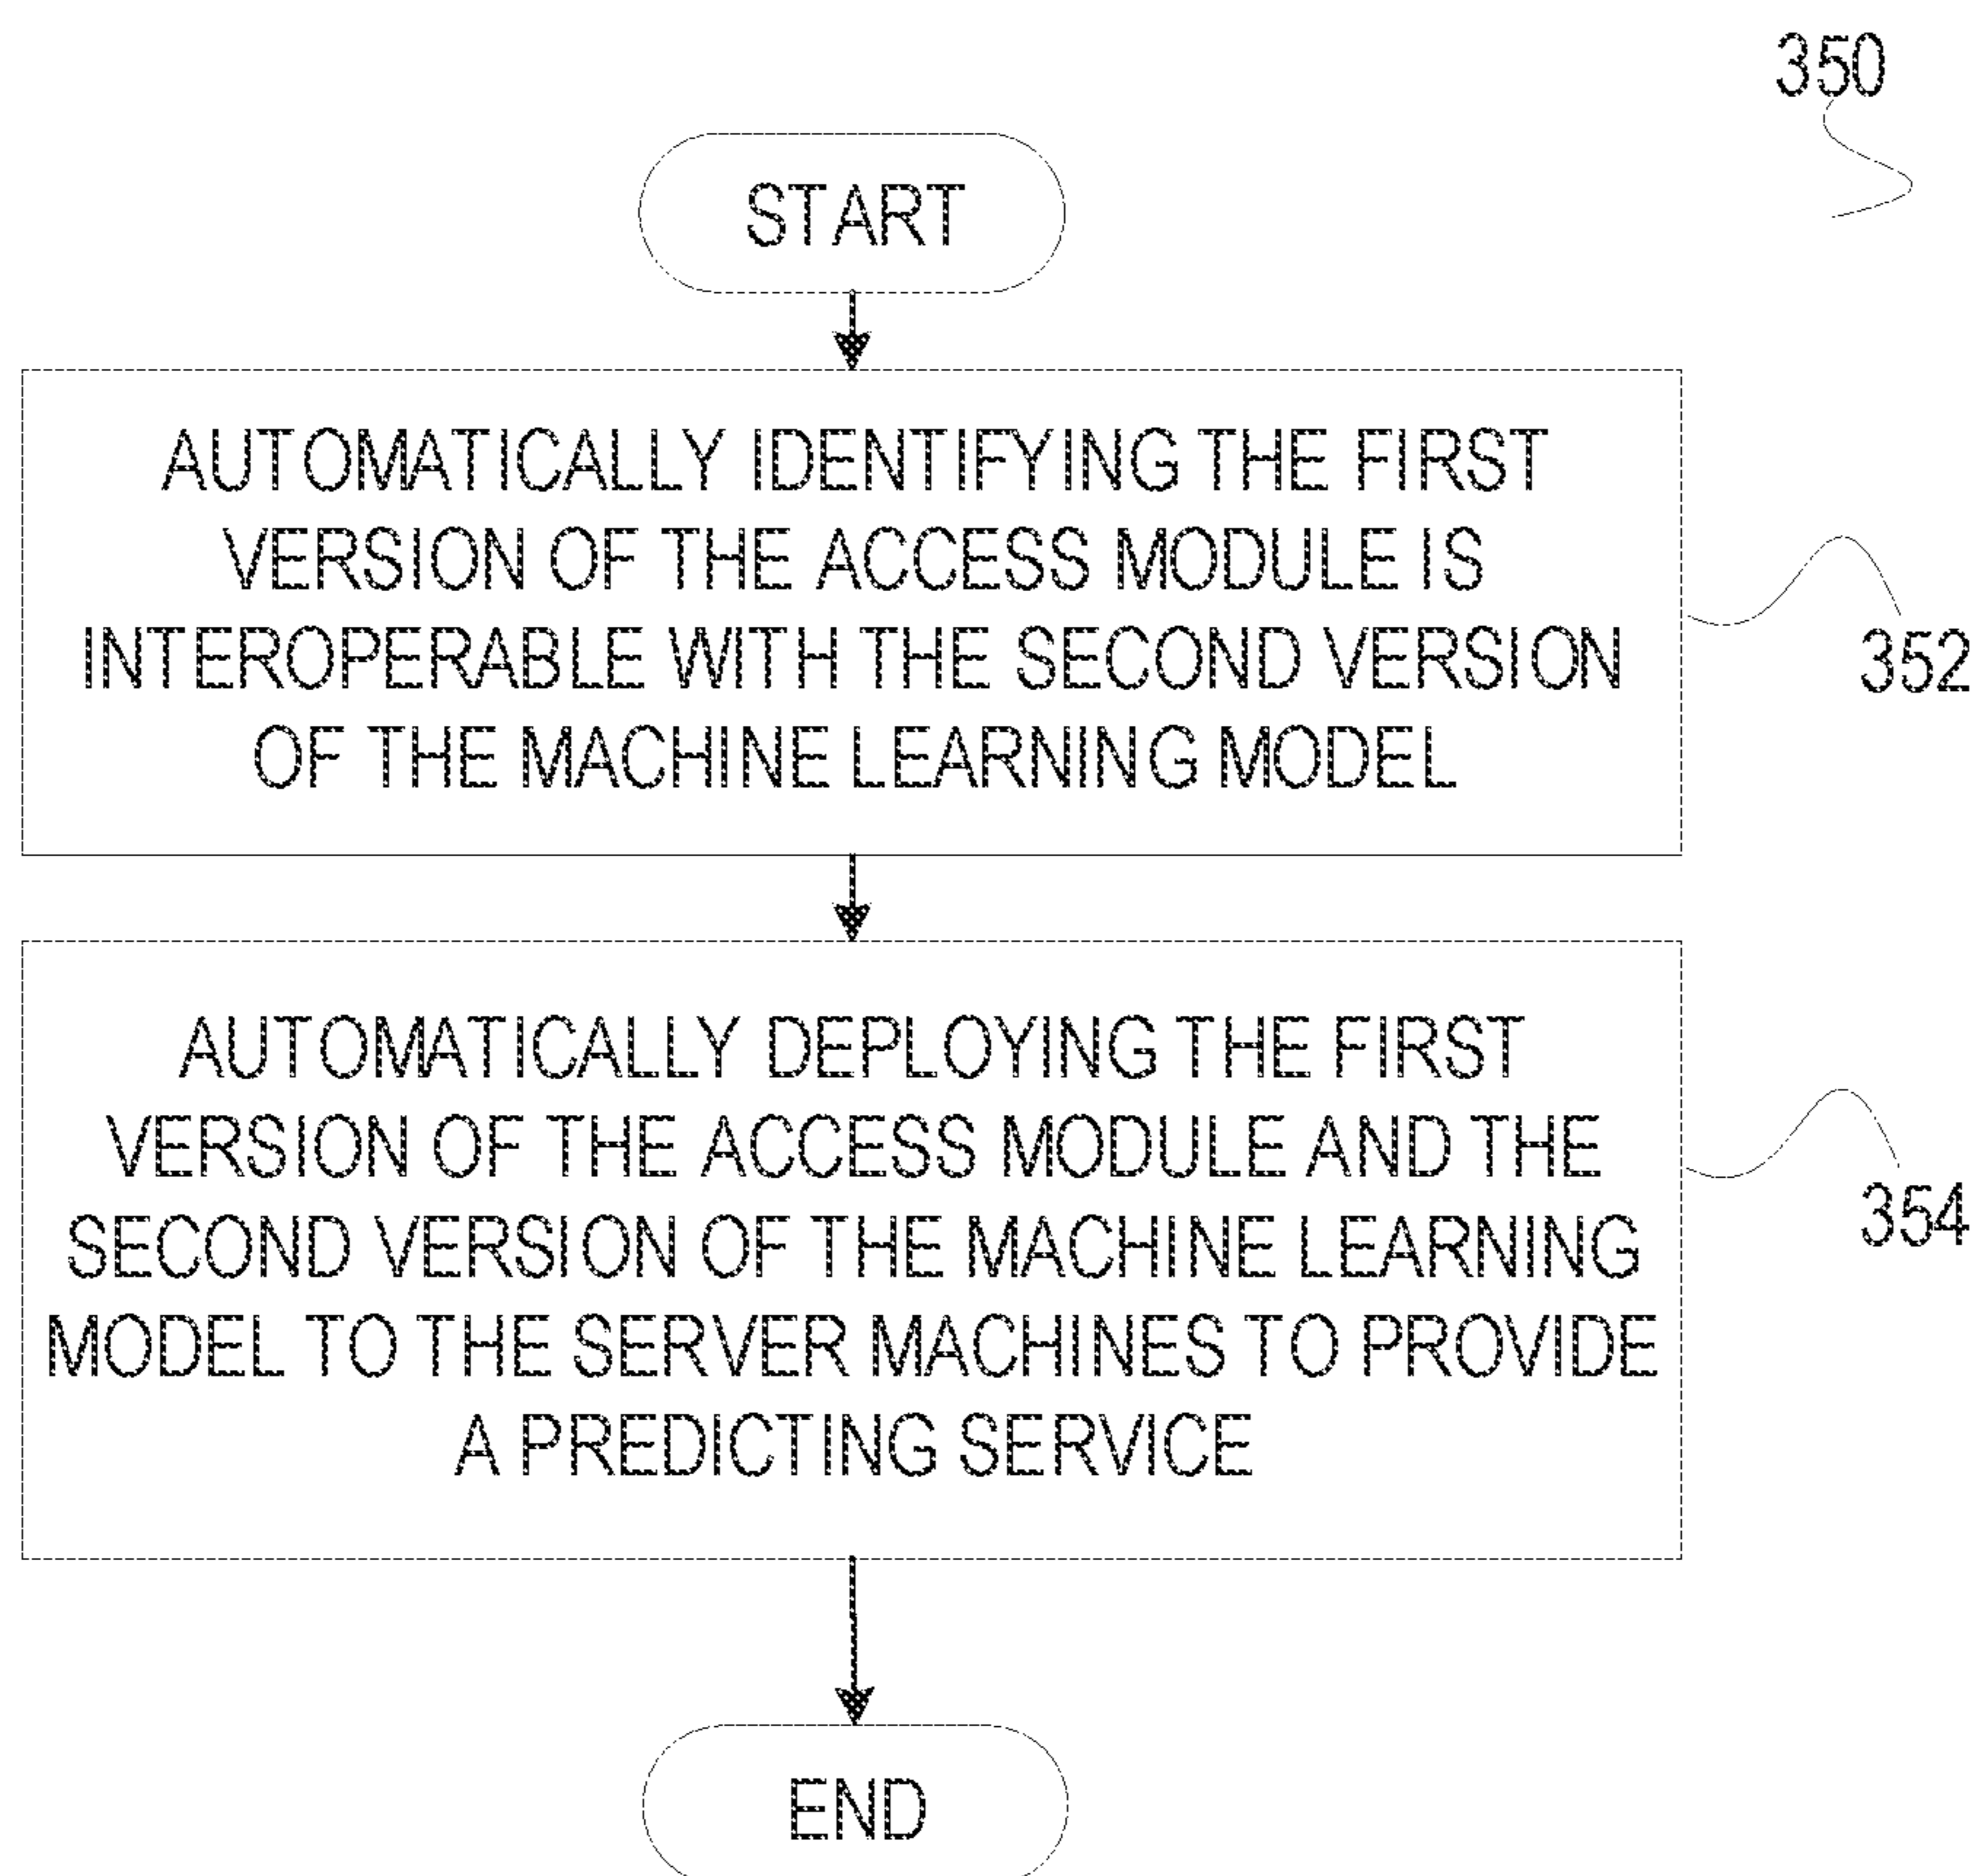 350
START
AUTOMATICALLY IDENTIFYING THE FIRST
VERSION OF THE ACCESS MODULE IS
INTEROPERABLE WITH THE SECOND VERSION
OF THE MACHINE LEARNING MODEL
352
AUTOMATICALLY DEPLOYING THE FIRST
VERSION OF THE ACCESS MODULE AND THE
SECOND VERSION OF THE MACHINE LEARNING
MODEL TO THE SERVER MACHINES TO PROVIDE
A PREDICTING SERVICE
354
END